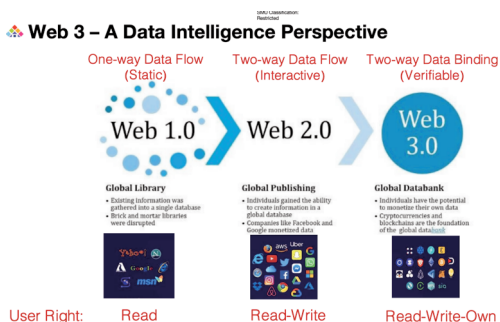 SMU Classification:
Restricted
Web 3 – A Data Intelligence Perspective
One-way Data Flow
(Static)
Two-way Data Flow
(Interactive)
Two-way Data Binding
(Verifiable)
Web 1.0
Web 2.0
Web
3.0
Global Library
• Existing information was
gathered into a single database
• Brick and mortar libraries
were disrupted
Global Publishing
• Individuals gained the ability
to create information in a
global database
• Companies like Facebook and
Google monetized data
Global Databank
• Individuals have the potential
to monetize their own data
• Cryptocurrencies and
blockchains are the foundation
of the global databank
Yahoo!
Google
msn
aws Uber
User Right:
Read
Read-Write
Read-Write-Own